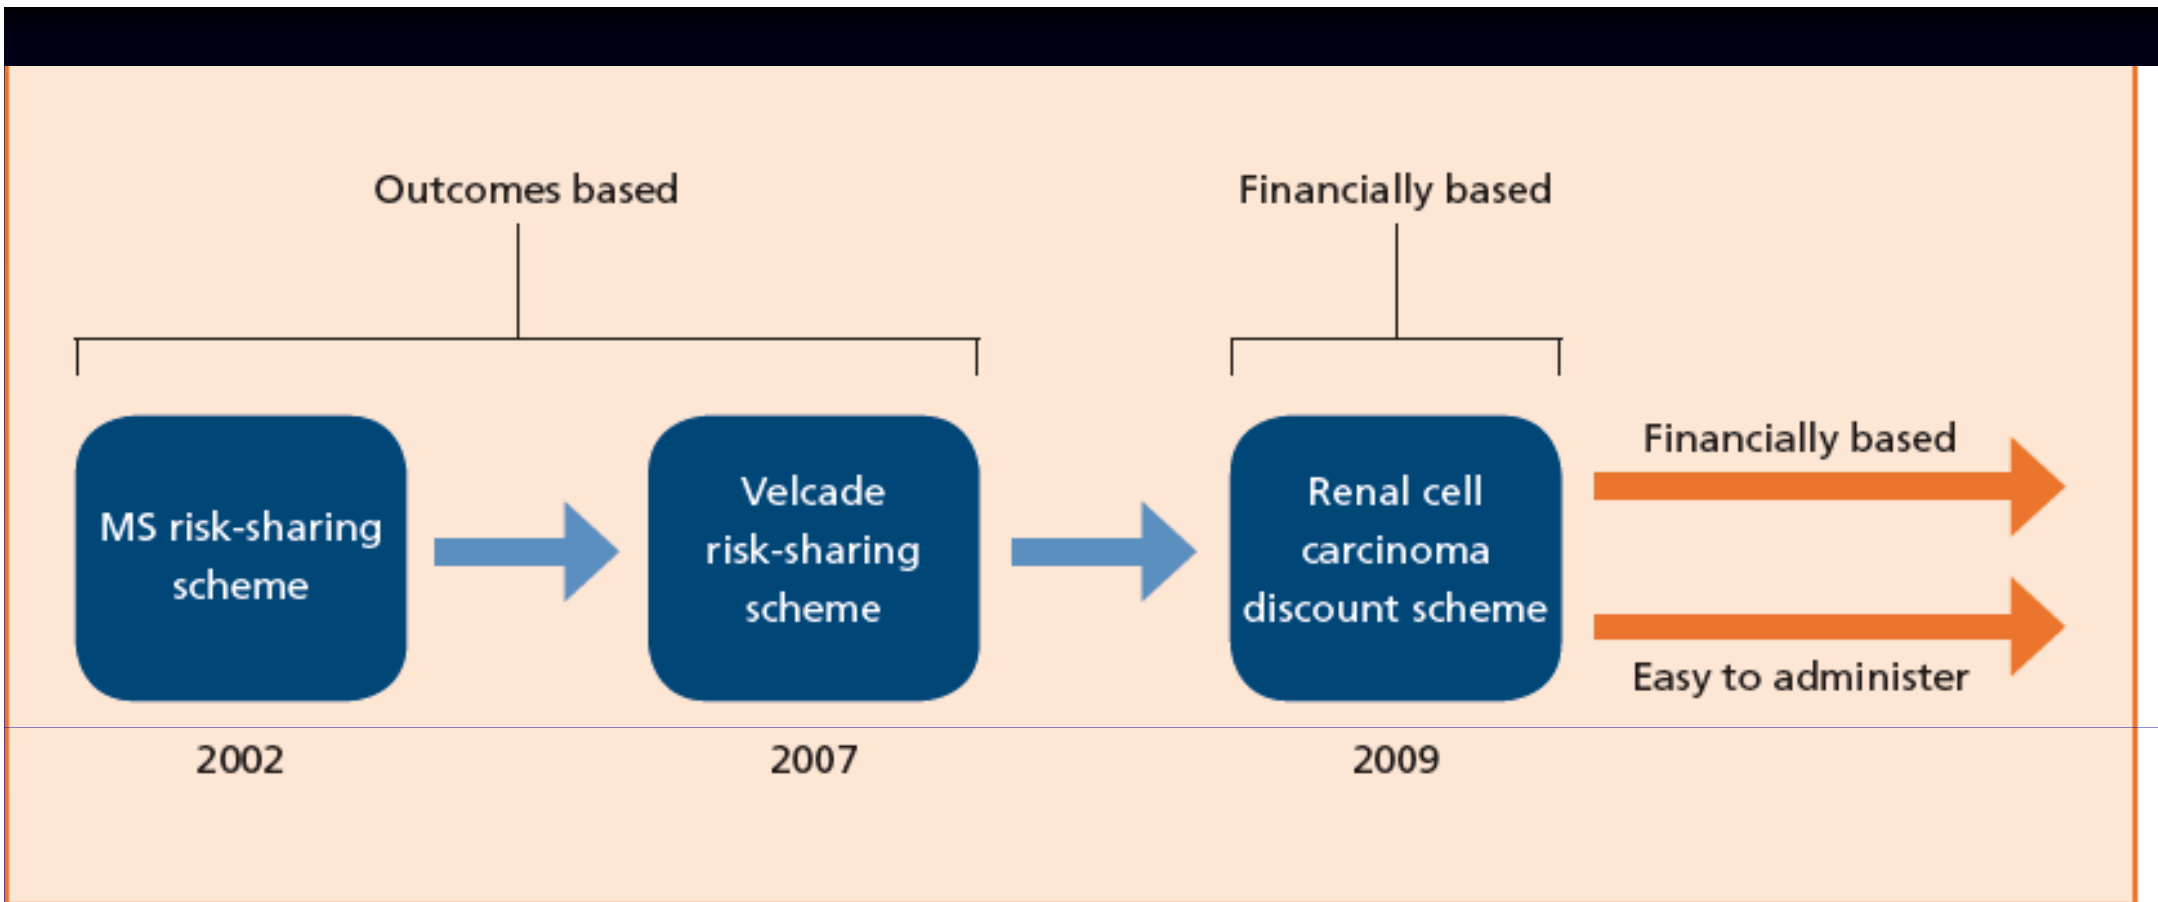 Outcomes based
Financially based
MS risk-sharing
scheme
Velcade
risk-sharing
scheme
Renal cell
carcinoma
discount scheme
Financially based
Easy to administer
2002
2007
2009